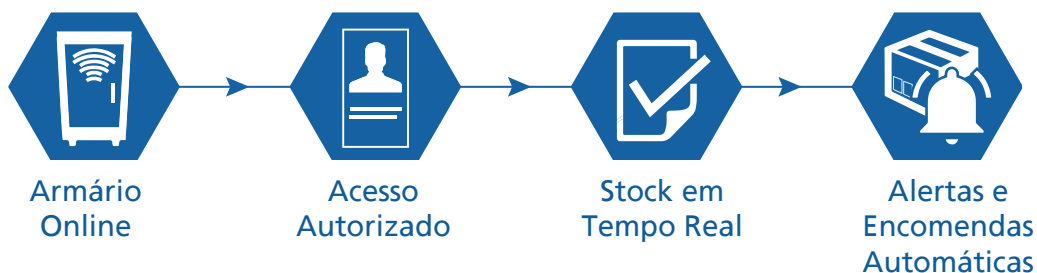 Armário
Online
Acesso
Autorizado
Stock em
Tempo Real
Alertas e
Encomendas
Automáticas